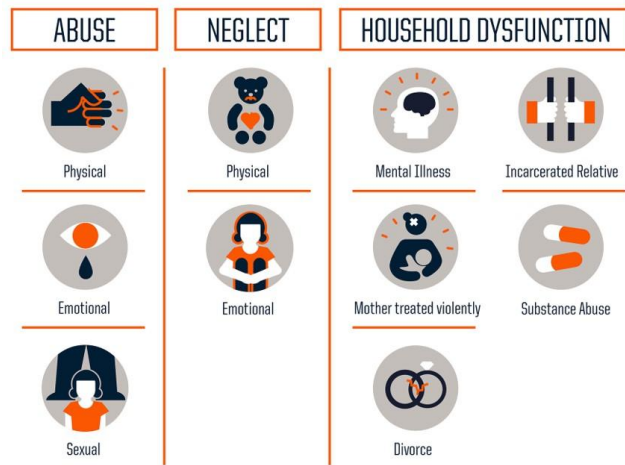 ABUSE
Physical
Emotional
Sexual
NEGLECT
Physical
Emotional
HOUSEHOLD DYSFUNCTION
Mental Illness
Incarcerated Relative
Mother treated violently
Substance Abuse
Divorce